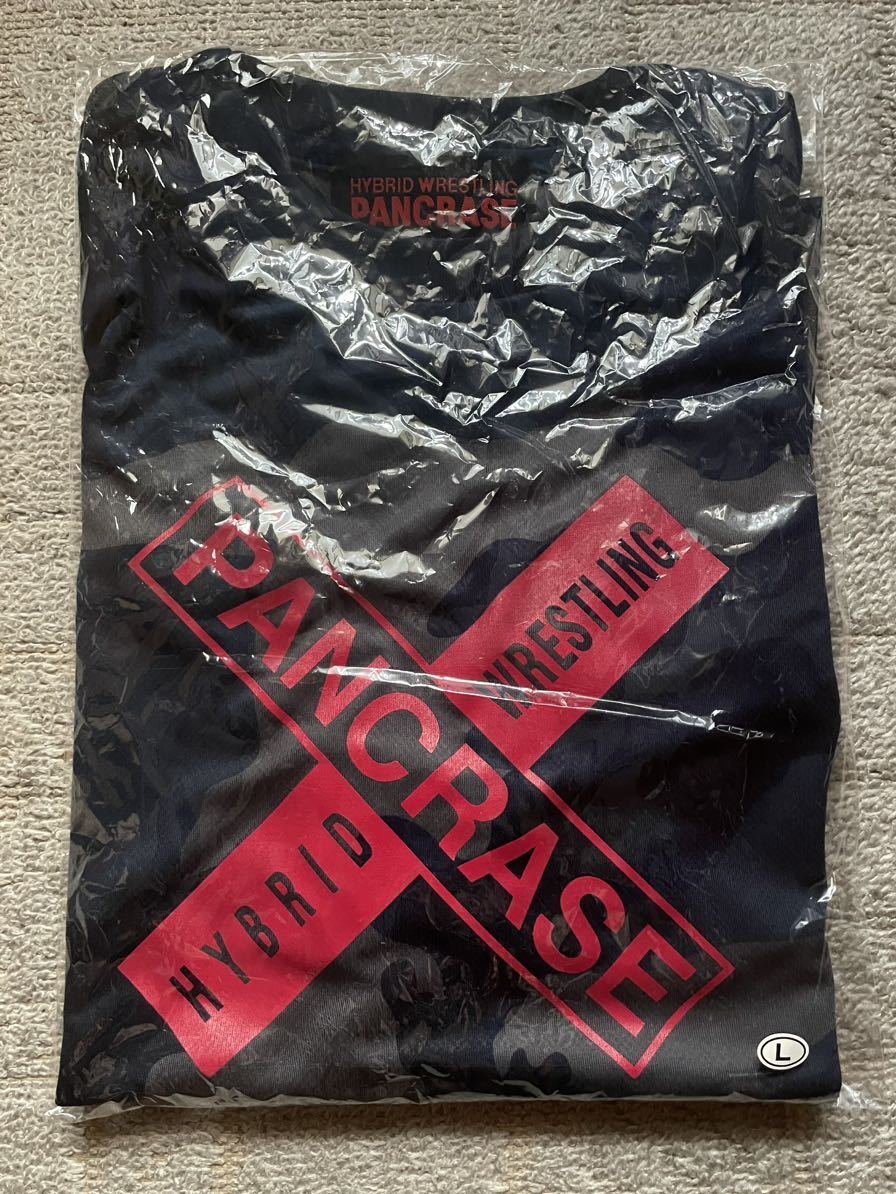 HYBRID WRESTLING
PANCRASE
PANCRASE
HYBRID WRESTLING
L